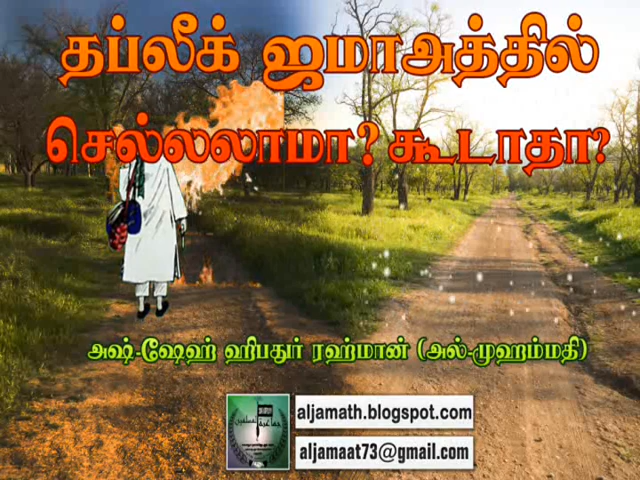 தப்லீக் ஜமாஅத்தில்
செல்லலாமா? கூடாதா?
அஷ்-ஷேஹ் ஹிபதுர் ரஹ்மான் (அல்-முஹம்மதி)
aljamath.blogspot.com
aljamaat73@gmail.com